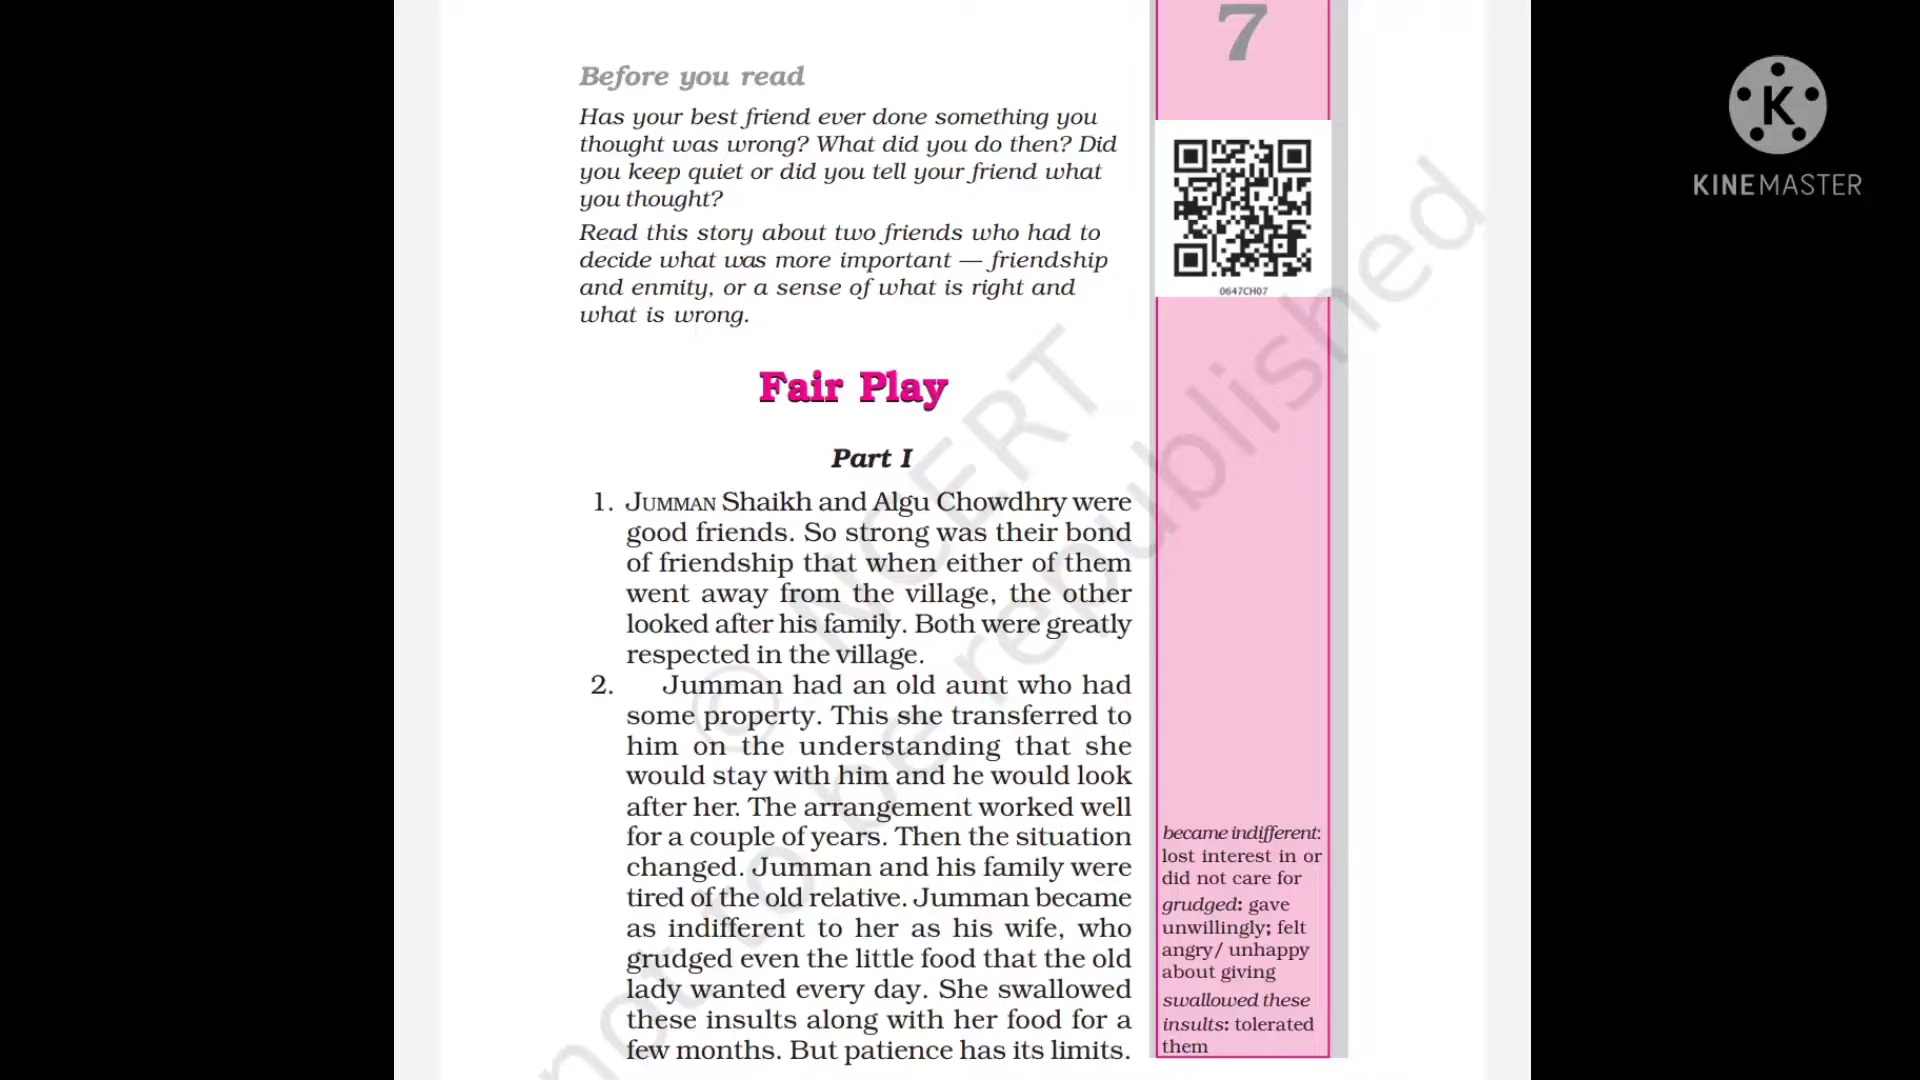 7
Before you read
Has your best friend ever done something you
thought was wrong? What did you do then? Did
you keep quiet or did you tell your friend what
you thought?
Read this story about two friends who had to
decide what was more important — friendship
and enmity, or a sense of what is right and
what is wrong.
Fair Play
Part I
1. JUMMAN Shaikh and Algu Chowdhry were
good friends. So strong was their bond
of friendship that when either of them
went away from the village, the other
looked after his family. Both were greatly
respected in the village.
2. Jumman had an old aunt who had
some property. This she transferred to
him on the understanding that she
would stay with him and he would look
after her. The arrangement worked well
for a couple of years. Then the situation
changed. Jumman and his family were
tired of the old relative. Jumman became
as indifferent to her as his wife, who
grudged even the little food that the old
lady wanted every day. She swallowed
these insults along with her food for a
few months. But patience has its limits.
0647CH07
became indifferent:
lost interest in or
did not care for
grudged: gave
unwillingly; felt
angry/ unhappy
about giving
swallowed these
insults: tolerated
them
© NCERT
not to be republished
K
KINEMASTER